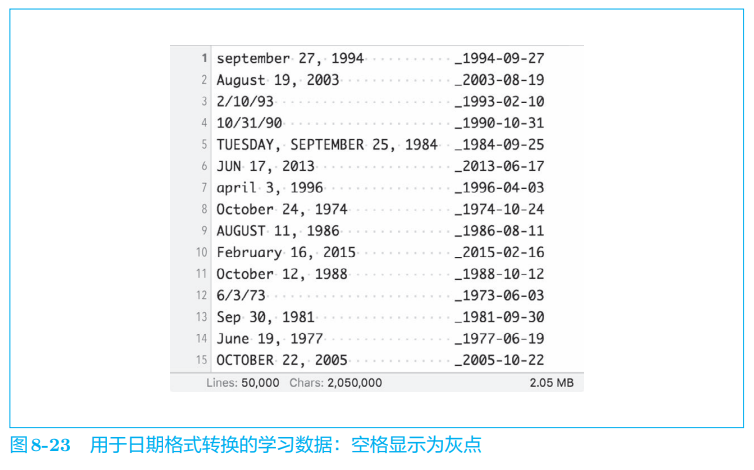 1 september 27, 1994 _1994-09-27
2 August 19, 2003 _2003-08-19
3 2/10/93 _1993-02-10
4 10/31/90 _1990-10-31
5 TUESDAY, SEPTEMBER 25, 1984 _1984-09-25
6 JUN 17, 2013 _2013-06-17
7 april 3, 1996 _1996-04-03
8 October 24, 1974 _1974-10-24
9 AUGUST 11, 1986 _1986-08-11
10 February 16, 2015 _2015-02-16
11 October 12, 1988 _1988-10-12
12 6/3/73 _1973-06-03
13 Sep 30, 1981 _1981-09-30
14 June 19, 1977 _1977-06-19
15 OCTOBER 22, 2005 _2005-10-22
Lines: 50,000 Chars: 2,050,000 2.05 MB
图8-23 用于日期格式转换的学习数据：空格显示为灰点